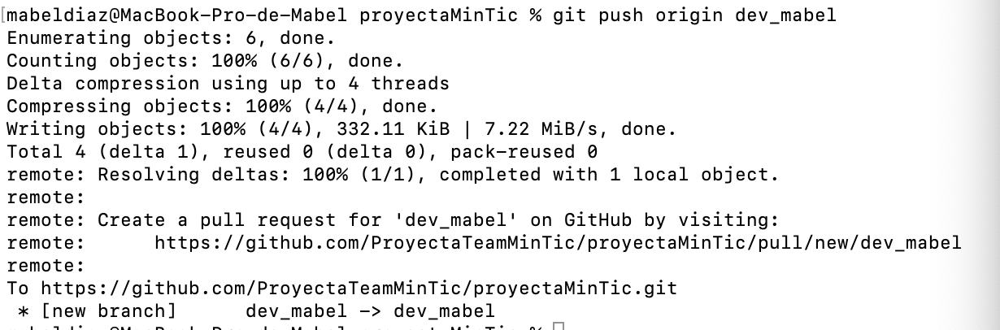 [mabeldiaz@MacBook-Pro-de-Mabel proyectaMinTic % git push origin dev_mabel
Enumerating objects: 6, done.
Counting objects: 100% (6/6), done.
Delta compression using up to 4 threads
Compressing objects: 100% (4/4), done.
Writing objects: 100% (4/4), 332.11 KiB | 7.22 MiB/s, done.
Total 4 (delta 1), reused 0 (delta 0), pack-reused 0
remote: Resolving deltas: 100% (1/1), completed with 1 local object.
remote:
remote: Create a pull request for 'dev_mabel' on GitHub by visiting:
remote:      https://github.com/ProyectaTeamMinTic/proyectaMinTic/pull/new/dev_mabel
remote:
To https://github.com/ProyectaTeamMinTic/proyectaMinTic.git
 * [new branch]      dev_mabel -> dev_mabel